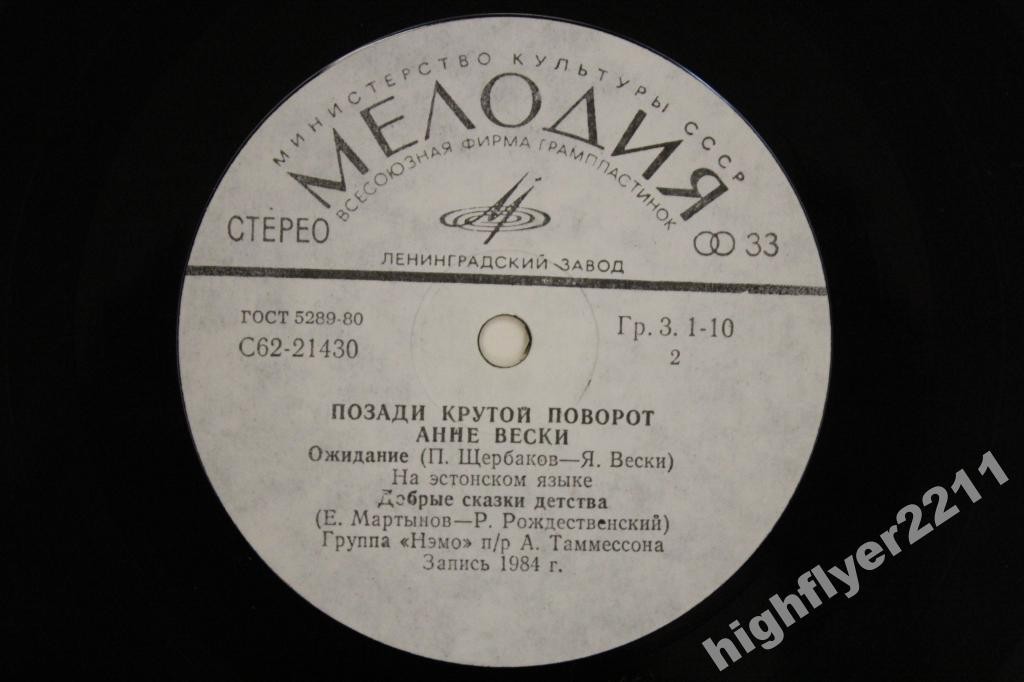 МИНИСТЕРСТВО КУЛЬТУРЫ СССР
МЕЛОДИЯ
ВСЕСОЮЗНАЯ ФИРМА ГРАМПЛАСТИНОК
СТЕРЕО
33
ЛЕНИНГРАДСКИЙ ЗАВОД
ГОСТ 5289-80
Гр. 3. 1-10
С62-21430
2
ПОЗАДИ КРУТОЙ ПОВОРОТ
АННЕ ВЕСКИ
Ожидание (П. Щербаков—Я. Вески)
На эстонском языке
Добрые сказки детства
(Е. Мартынов—Р. Рождественский)
Группа «Нэмо» п/р А. Таммессона
Запись 1984 г.
highflyer2211